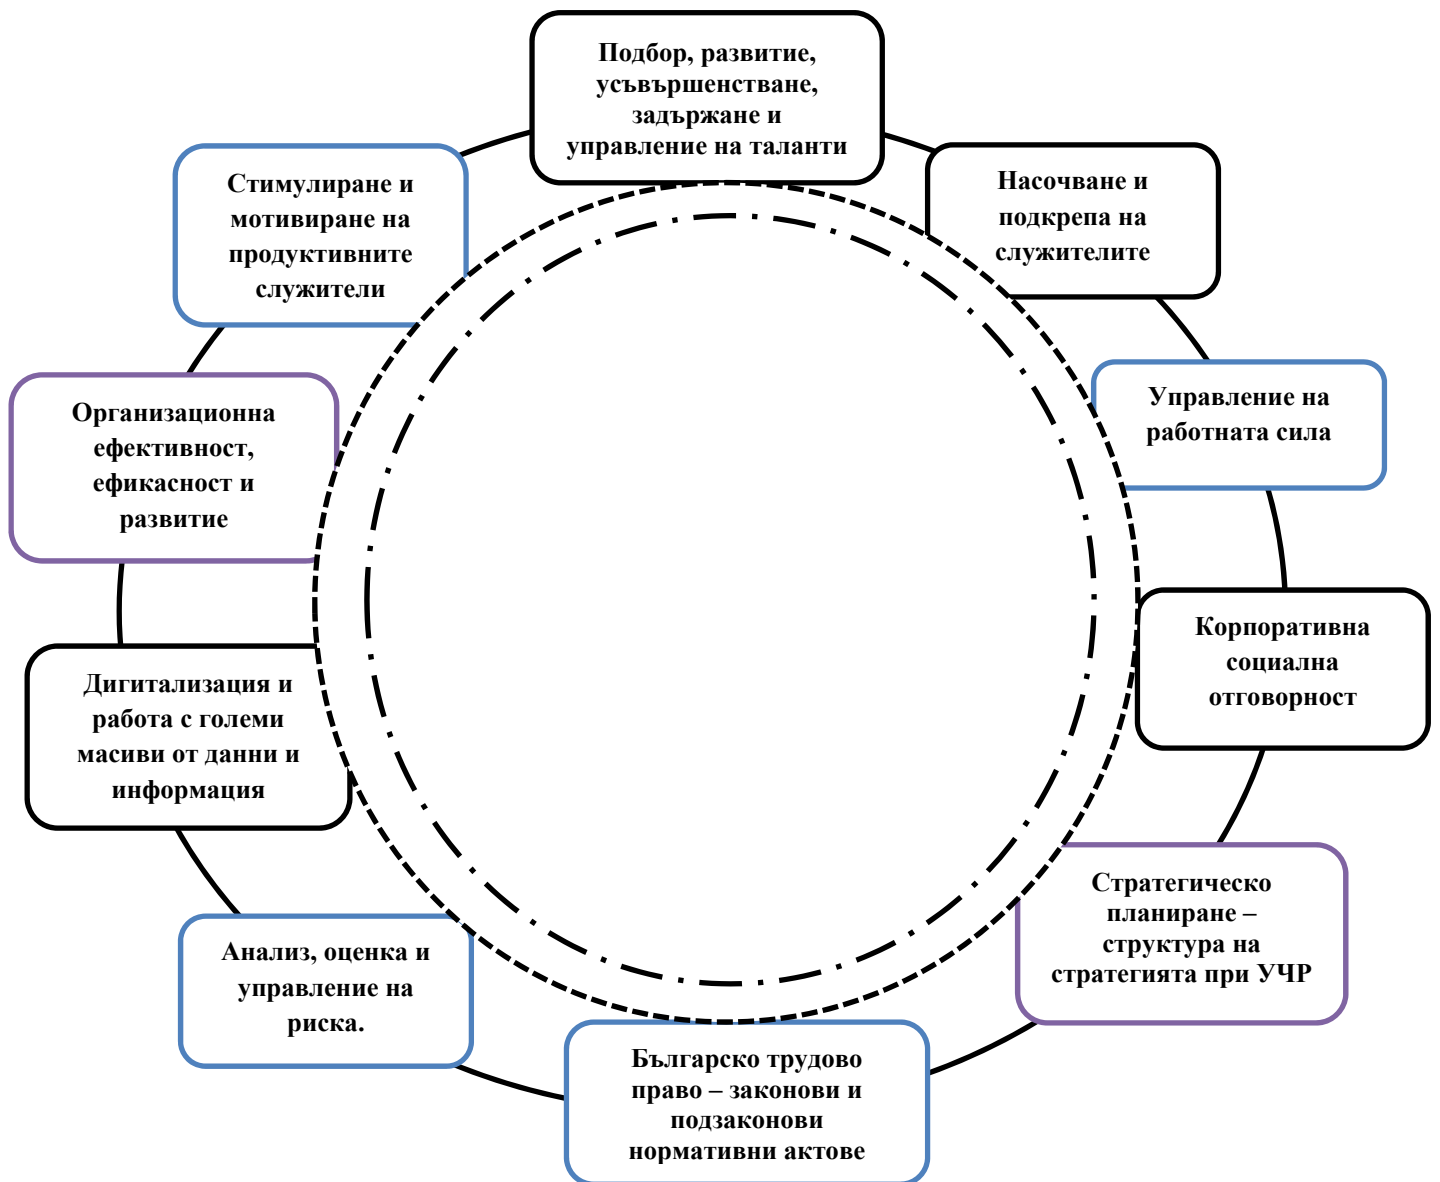 Подбор, развитие,
усъвършенстване,
задържане и
управление на таланти
Насочване и
подкрепа на
служителите
Управление на
работната сила
Корпоративна
социална
отговорност
Стратегическо
планиране –
структура на
стратегията при УЧР
Българско трудово
право – законови и
подзаконови
нормативни актове
Анализ, оценка и
управление на
риска.
Дигитализация и
работа с големи
масиви от данни и
информация
Организационна
ефективност,
ефикасност и
развитие
Стимулиране и
мотивиране на
продуктивните
служители